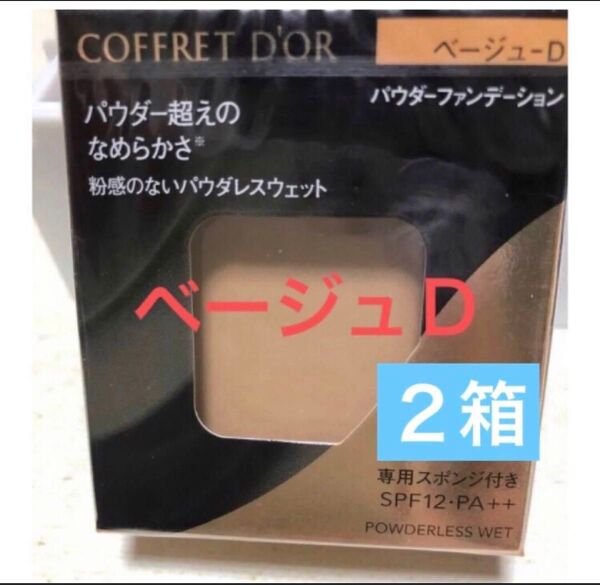 COFFRET D'OR
ベージュ-D
パウダーファンデーション
パウダー超えの
なめらかさ※
粉感のないパウダレスウェット
ベージュD
2箱
専用スポンジ付き
SPF12・PA++
POWDERLESS WET